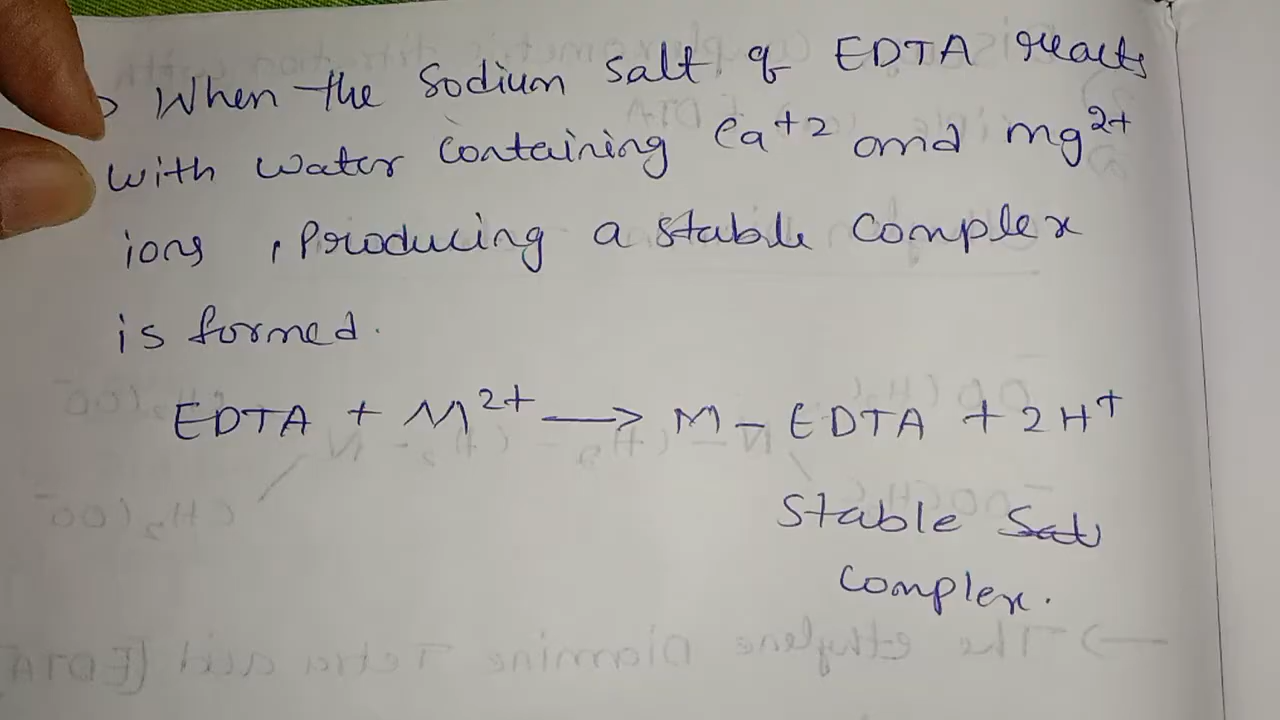 When the Sodium Salt of EDTA reacts
with water containing Ca+2 and Mg2+
ions , Producing a stable complex
is formed.
EDTA + M2+ → M - EDTA + 2H+
Stable
Complex.